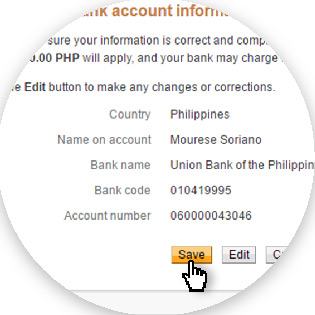 ank account inform
sure your information is correct and comp
0.00 PHP will apply, and your bank may charge
e Edit button to make any changes or corrections.
Country Philippines
Name on account Mourese Soriano
Bank name Union Bank of the Philippin
Bank code 010419995
Account number 060000043046
Save Edit C